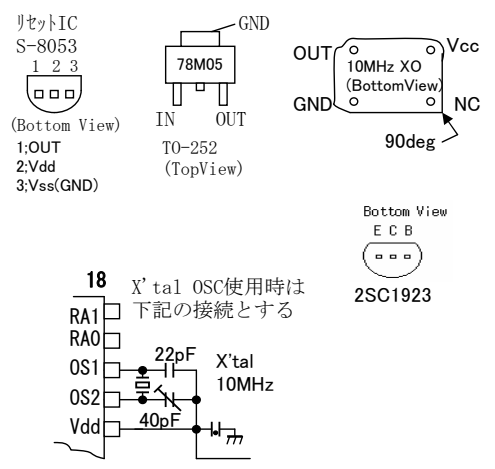 ﾘｾｯﾄIC
S-8053
1 2 3
(Bottom View)
1;OUT
2;Vdd
3;Vss(GND)
GND
78M05
IN OUT
TO-252
(TopView)
OUT
Vcc
10MHz XO
(BottomView)
GND
NC
90deg
Bottom View
E C B
2SC1923
18
X'tal OSC使用時は
下記の接続とする
RA1
RA0
OS1
OS2
Vdd
22pF
40pF
X'tal
10MHz